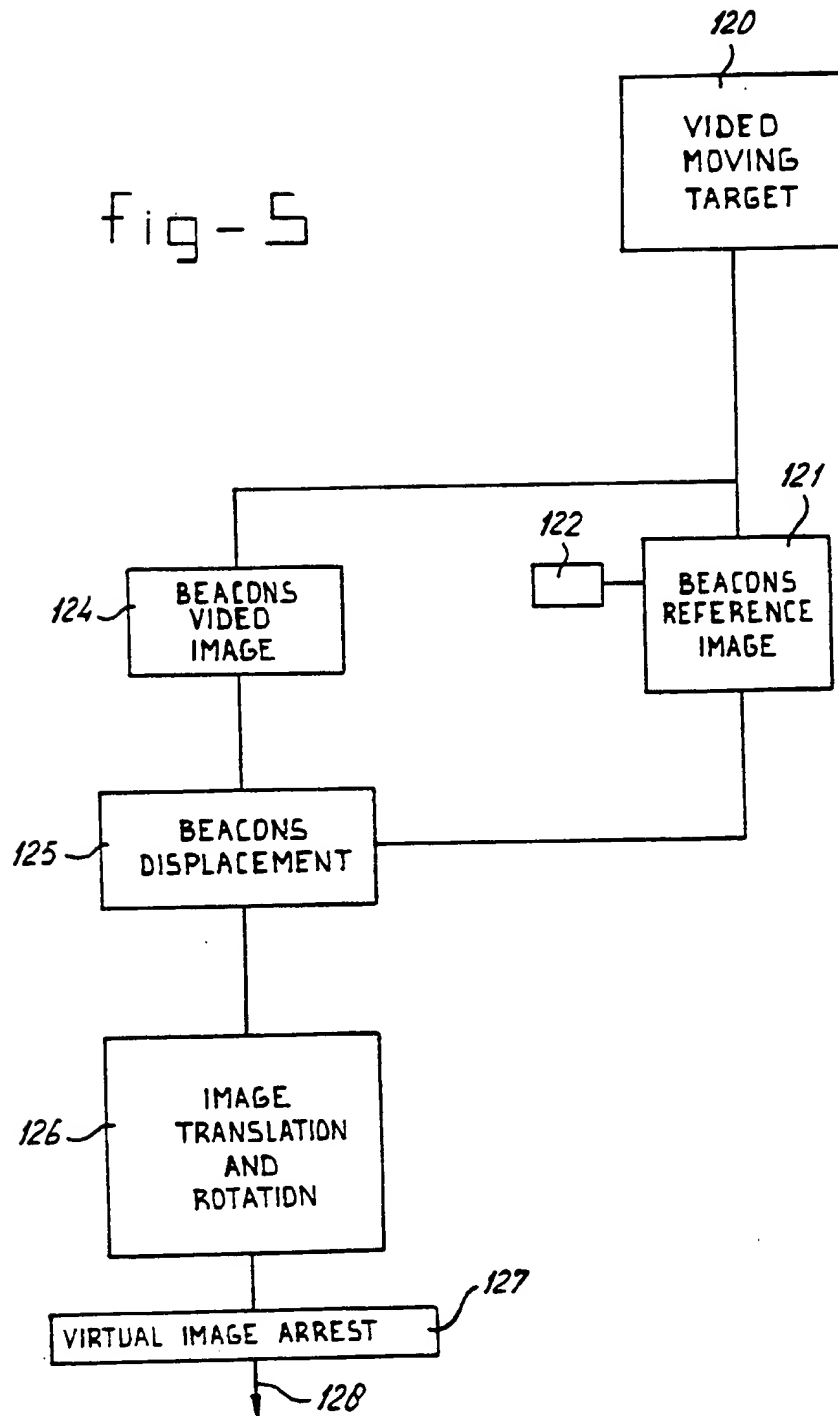 120
VIDEO
MOVING
TARGET
fig-5
121
122
BEACONS
REFERENCE
IMAGE
124
BEACONS
VIDEO
IMAGE
125
BEACONS
DISPLACEMENT
126
IMAGE
TRANSLATION
AND
ROTATION
127
VIRTUAL IMAGE ARREST
128